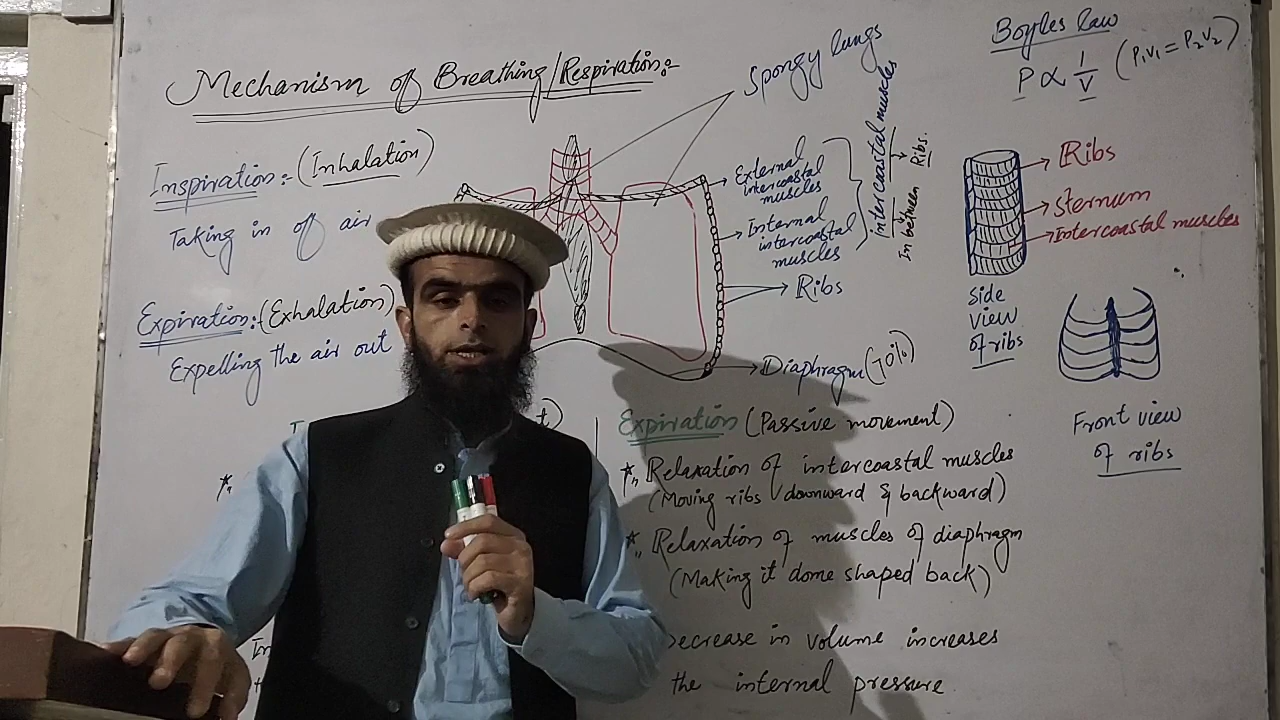 Mechanism of Breathing/Respiration:-
Inspiration: (Inhalation)
Taking in of air
Expiration: (Exhalation)
Expelling the air out
Spongy lungs
External
intercoastal
muscles
Internal
intercoastal
muscles
intercoastal muscles
In between
Ribs.
Ribs
Diaphragm (70%)
Boyles law
P ∝ 1/V (P₁V₁ = P₂V₂)
Ribs
sternum
Intercoastal muscles
Side
view
of ribs
Front view
of ribs
Expiration (Passive movement)
*,, Relaxation of intercoastal muscles
(Moving ribs downward & backward)
*,, Relaxation of muscles of diaphragm
(Making it dome shaped back)
Decrease in volume increases
the internal pressure.